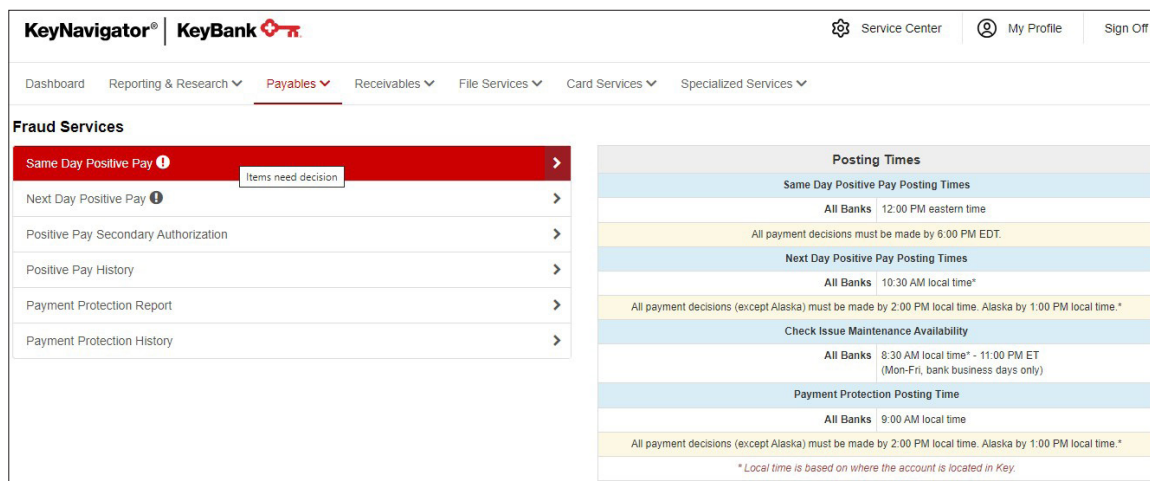 KeyNavigator® KeyBank
Service Center
My Profile
Sign Off
Dashboard
Reporting & Research
Payables
Receivables
File Services
Card Services
Specialized Services
Fraud Services
Same Day Positive Pay
Items need decision
Next Day Positive Pay
Positive Pay Secondary Authorization
Positive Pay History
Payment Protection Report
Payment Protection History
Posting Times
Same Day Positive Pay Posting Times
All Banks 12:00 PM eastern time
All payment decisions must be made by 6:00 PM EDT.
Next Day Positive Pay Posting Times
All Banks 10:30 AM local time*
All payment decisions (except Alaska) must be made by 2:00 PM local time. Alaska by 1:00 PM local time.*
Check Issue Maintenance Availability
All Banks 8:30 AM local time* - 11:00 PM ET
(Mon-Fri, bank business days only)
Payment Protection Posting Time
All Banks 9:00 AM local time
All payment decisions (except Alaska) must be made by 2:00 PM local time. Alaska by 1:00 PM local time.*
* Local time is based on where the account is located in Key.